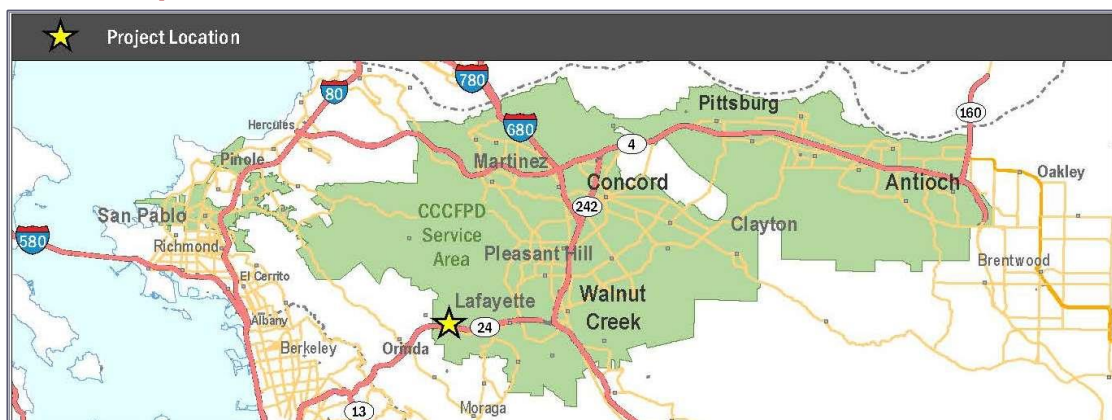 Project Location
780
80
160
Pittsburg
680
Hercules
4
Pinole
Martinez
Oakley
Concord
Antioch
San Pablo
242
CCCFPD
Service
Area
Clayton
580
Richmond
Pleasant Hill
Brentwood
El Cerrito
Lafayette
Walnut
Creek
Albany
24
Berkeley
Orinda
Moraga
13